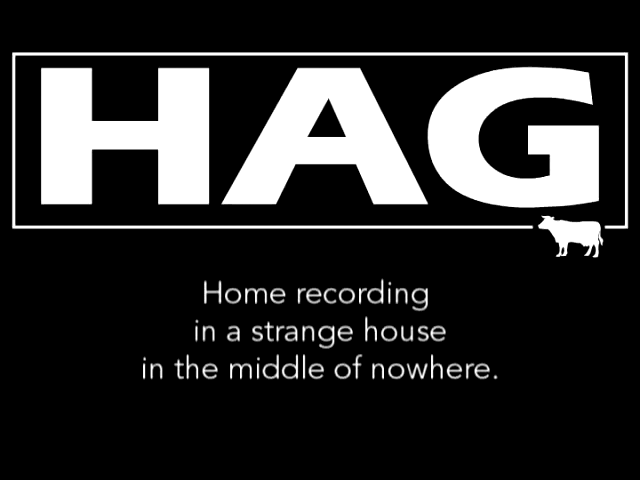 HAG
Home recording
in a strange house
in the middle of nowhere.